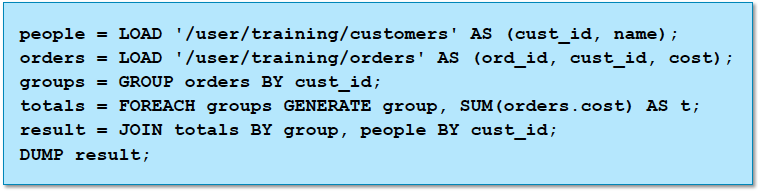 people = LOAD '/user/training/customers' AS (cust_id, name);
orders = LOAD '/user/training/orders' AS (ord_id, cust_id, cost);
groups = GROUP orders BY cust_id;
totals = FOREACH groups GENERATE group, SUM(orders.cost) AS t;
result = JOIN totals BY group, people BY cust_id;
DUMP result;